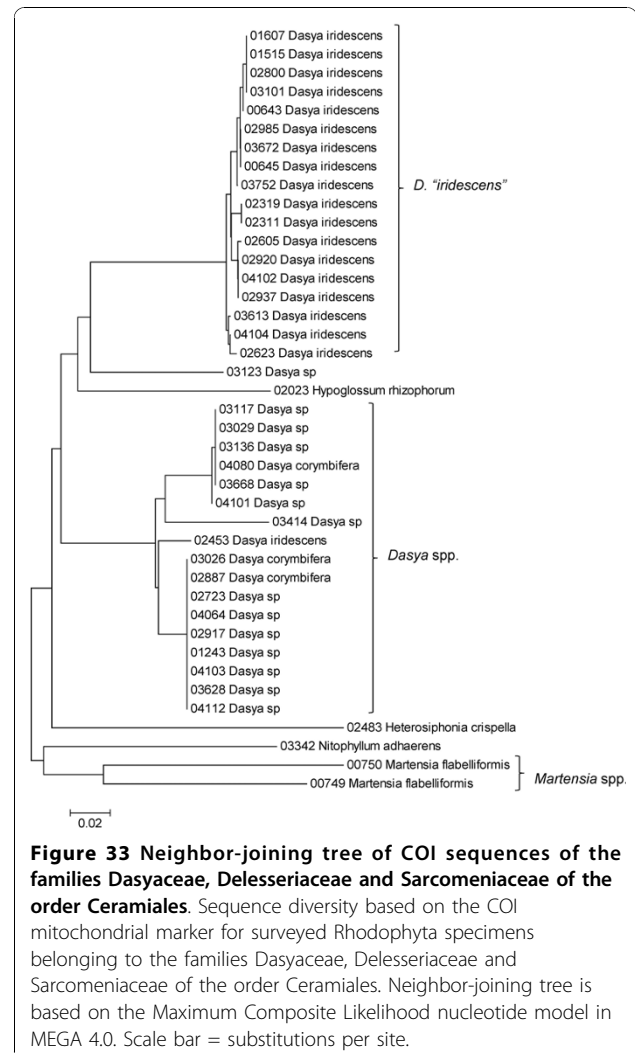 01607 Dasya iridescens
01515 Dasya iridescens
02800 Dasya iridescens
03101 Dasya iridescens
00643 Dasya iridescens
02985 Dasya iridescens
03672 Dasya iridescens
00645 Dasya iridescens
03752 Dasya iridescens
D. "iridescens"
02319 Dasya iridescens
02311 Dasya iridescens
02605 Dasya iridescens
02920 Dasya iridescens
04102 Dasya iridescens
02937 Dasya iridescens
03613 Dasya iridescens
04104 Dasya iridescens
02623 Dasya iridescens
03123 Dasya sp
02023 Hypoglossum rhizophorum
03117 Dasya sp
03029 Dasya sp
03136 Dasya sp
04080 Dasya corymbifera
03668 Dasya sp
04101 Dasya sp
03414 Dasya sp
02453 Dasya iridescens
Dasya spp.
03026 Dasya corymbifera
02887 Dasya corymbifera
02723 Dasya sp
04064 Dasya sp
02917 Dasya sp
01243 Dasya sp
04103 Dasya sp
03628 Dasya sp
04112 Dasya sp
02483 Heterosiphonia crispella
03342 Nitophyllum adhaerens
00750 Martensia flabelliformis
Martensia spp.
00749 Martensia flabelliformis
0.02
Figure 33 Neighbor-joining tree of COI sequences of the
families Dasyaceae, Delesseriaceae and Sarcomeniaceae of the
order Ceramiales. Sequence diversity based on the COI
mitochondrial marker for surveyed Rhodophyta specimens
belonging to the families Dasyaceae, Delesseriaceae and
Sarcomeniaceae of the order Ceramiales. Neighbor-joining tree is
based on the Maximum Composite Likelihood nucleotide model in
MEGA 4.0. Scale bar = substitutions per site.